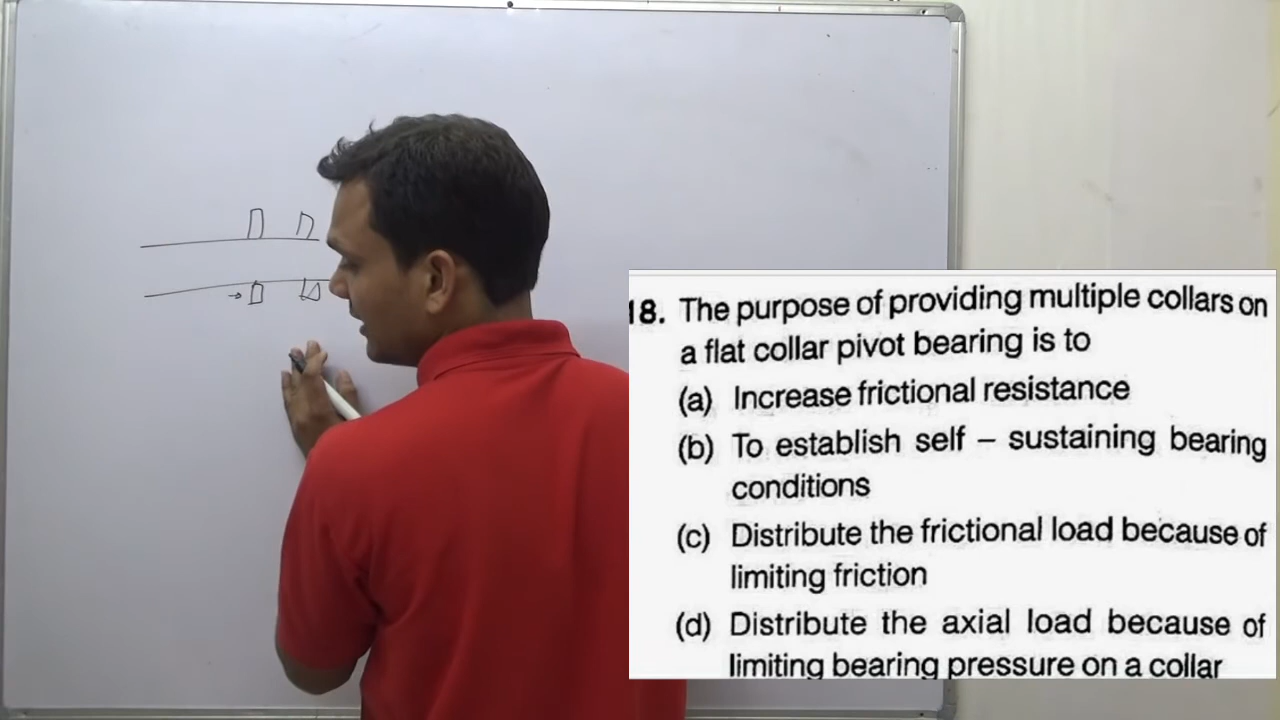 18. The purpose of providing multiple collars on
a flat collar pivot bearing is to
(a) Increase frictional resistance
(b) To establish self – sustaining bearing
conditions
(c) Distribute the frictional load because of
limiting friction
(d) Distribute the axial load because of
limiting bearing pressure on a collar